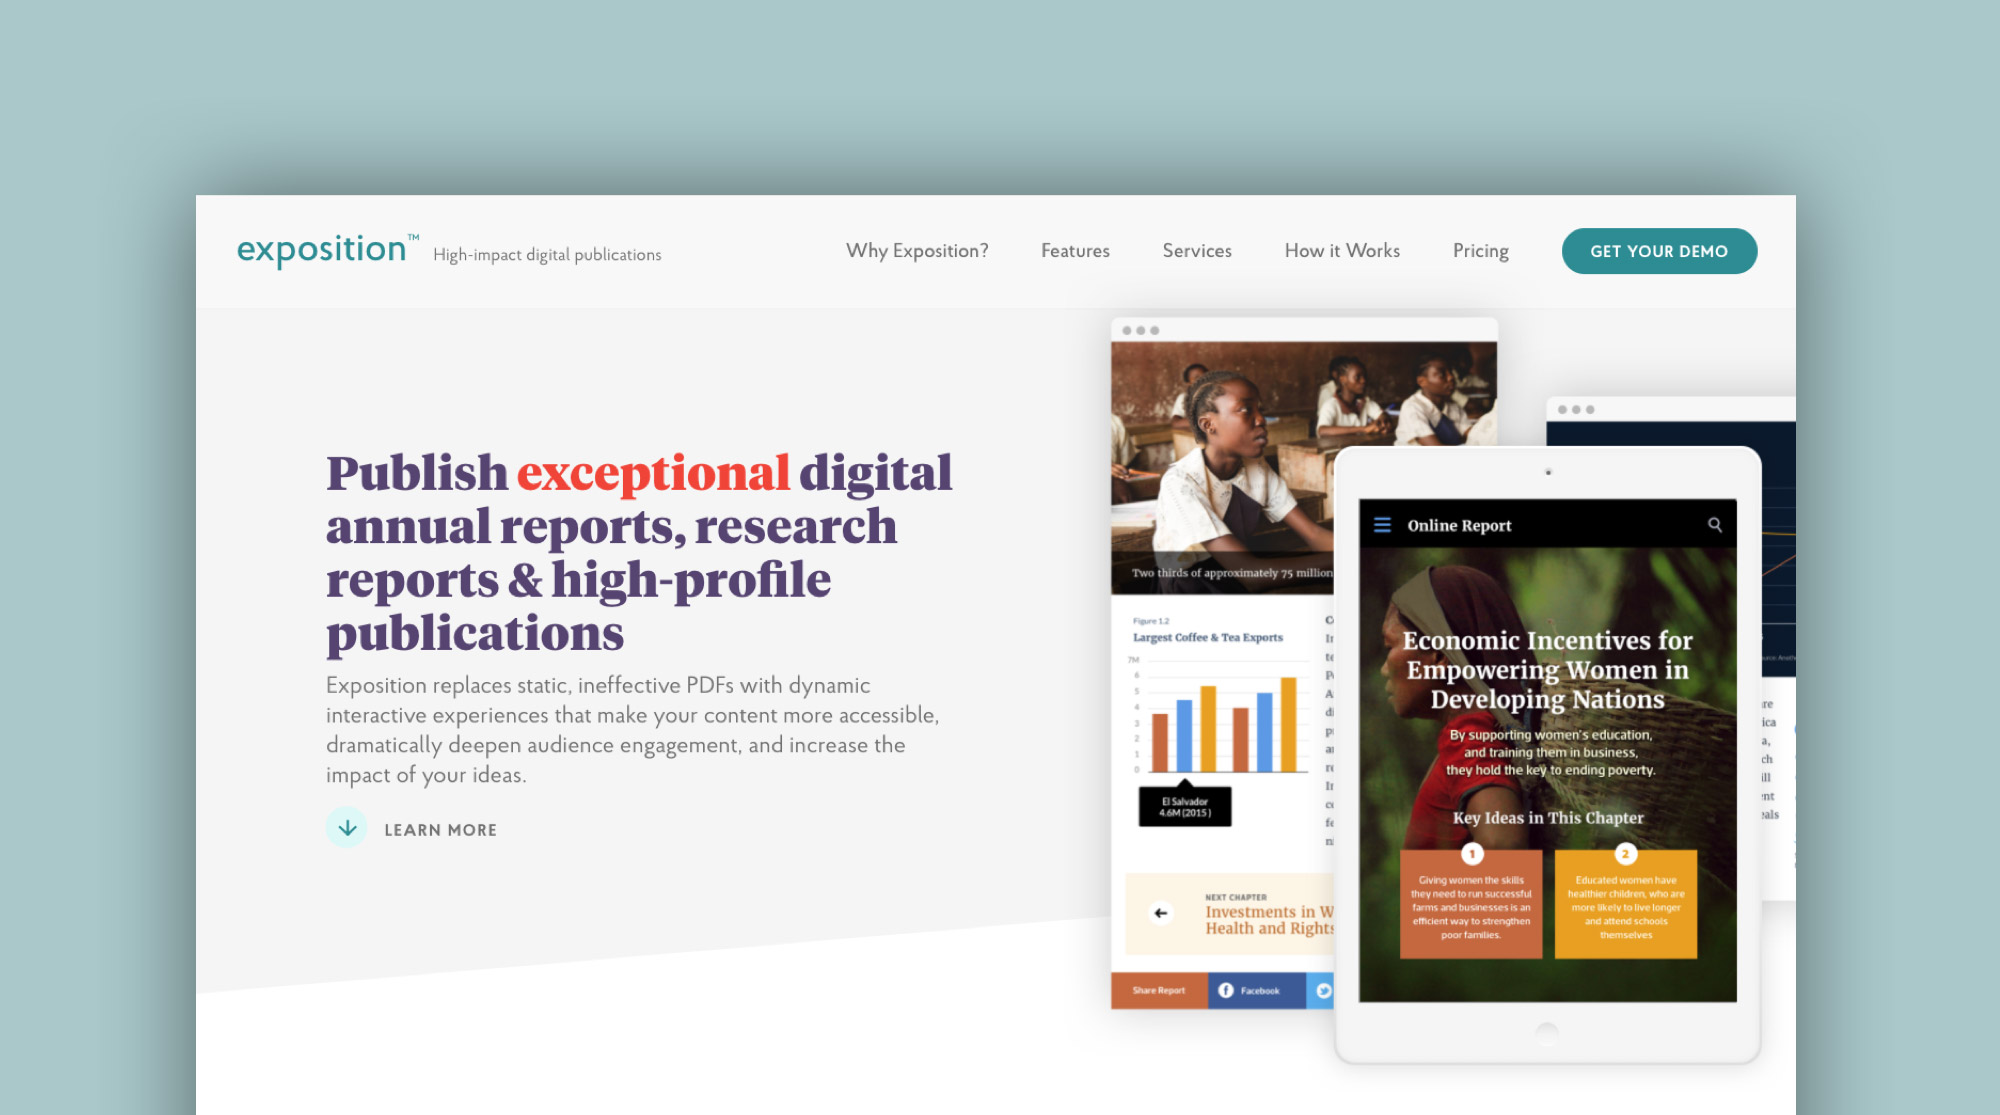 exposition™
High-impact digital publications
Why Exposition?
Features
Services
How it Works
Pricing
GET YOUR DEMO
Publish exceptional digital
annual reports, research
reports & high-profile
publications
Exposition replaces static, ineffective PDFs with dynamic
interactive experiences that make your content more accessible,
dramatically deepen audience engagement, and increase the
impact of your ideas.
LEARN MORE
Two thirds of approximately 75 million
Figure 1.2
Largest Coffee & Tea Exports
7M
6
5
4
3
2
1
0
El Salvador
4.6M (2015 )
NEXT CHAPTER
Investments in W
Health and Rights
Share Report
Facebook
Online Report
Economic Incentives for
Empowering Women in
Developing Nations
By supporting women's education,
and training them in business,
they hold the key to ending poverty.
Key Ideas in This Chapter
1
Giving women the skills
they need to run successful
farms and businesses is an
efficient way to strengthen
poor families.
2
Educated women have
healthier children, who are
more likely to live longer
and attend schools
themselves